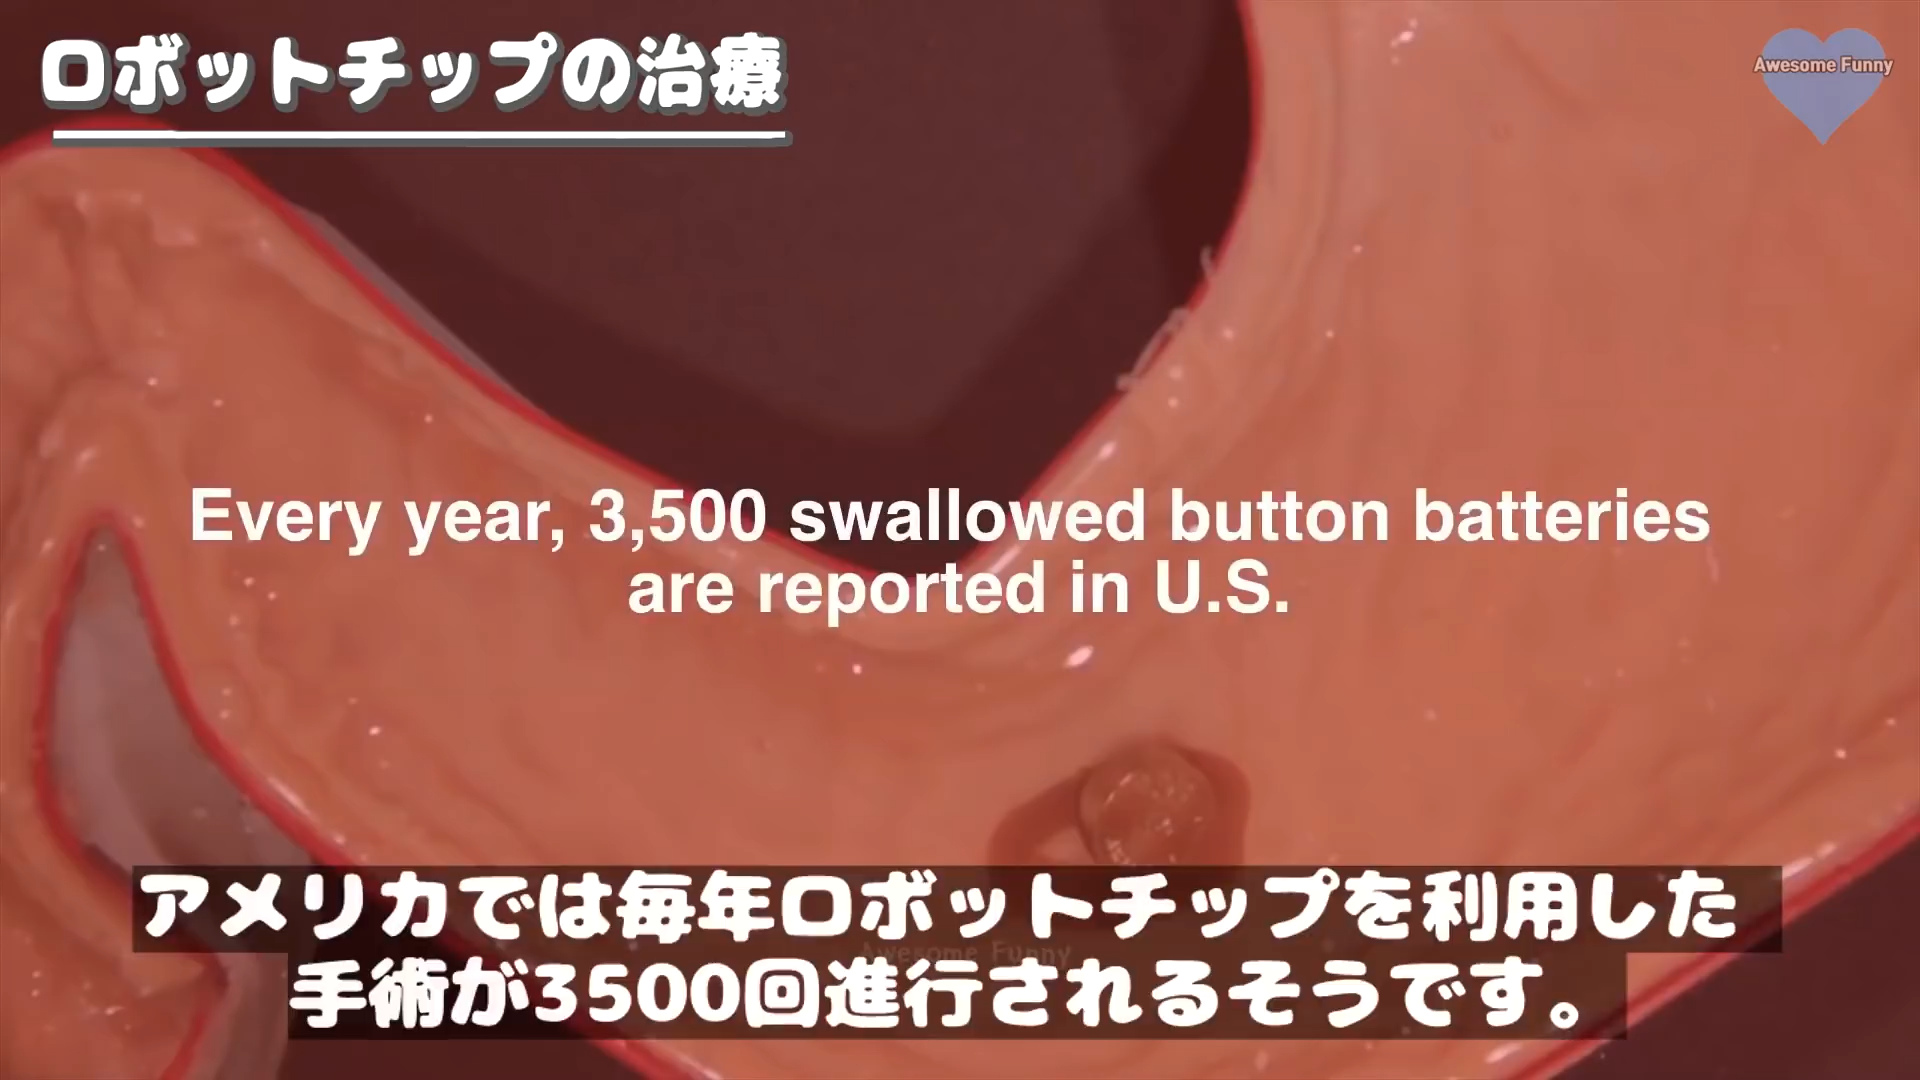 ロボットチップの治療
Awesome Funny
Every year, 3,500 swallowed button batteries
are reported in U.S.
アメリカでは毎年ロボットチップを利用した
Awesome Funny
手術が3500回進行されるそうです。